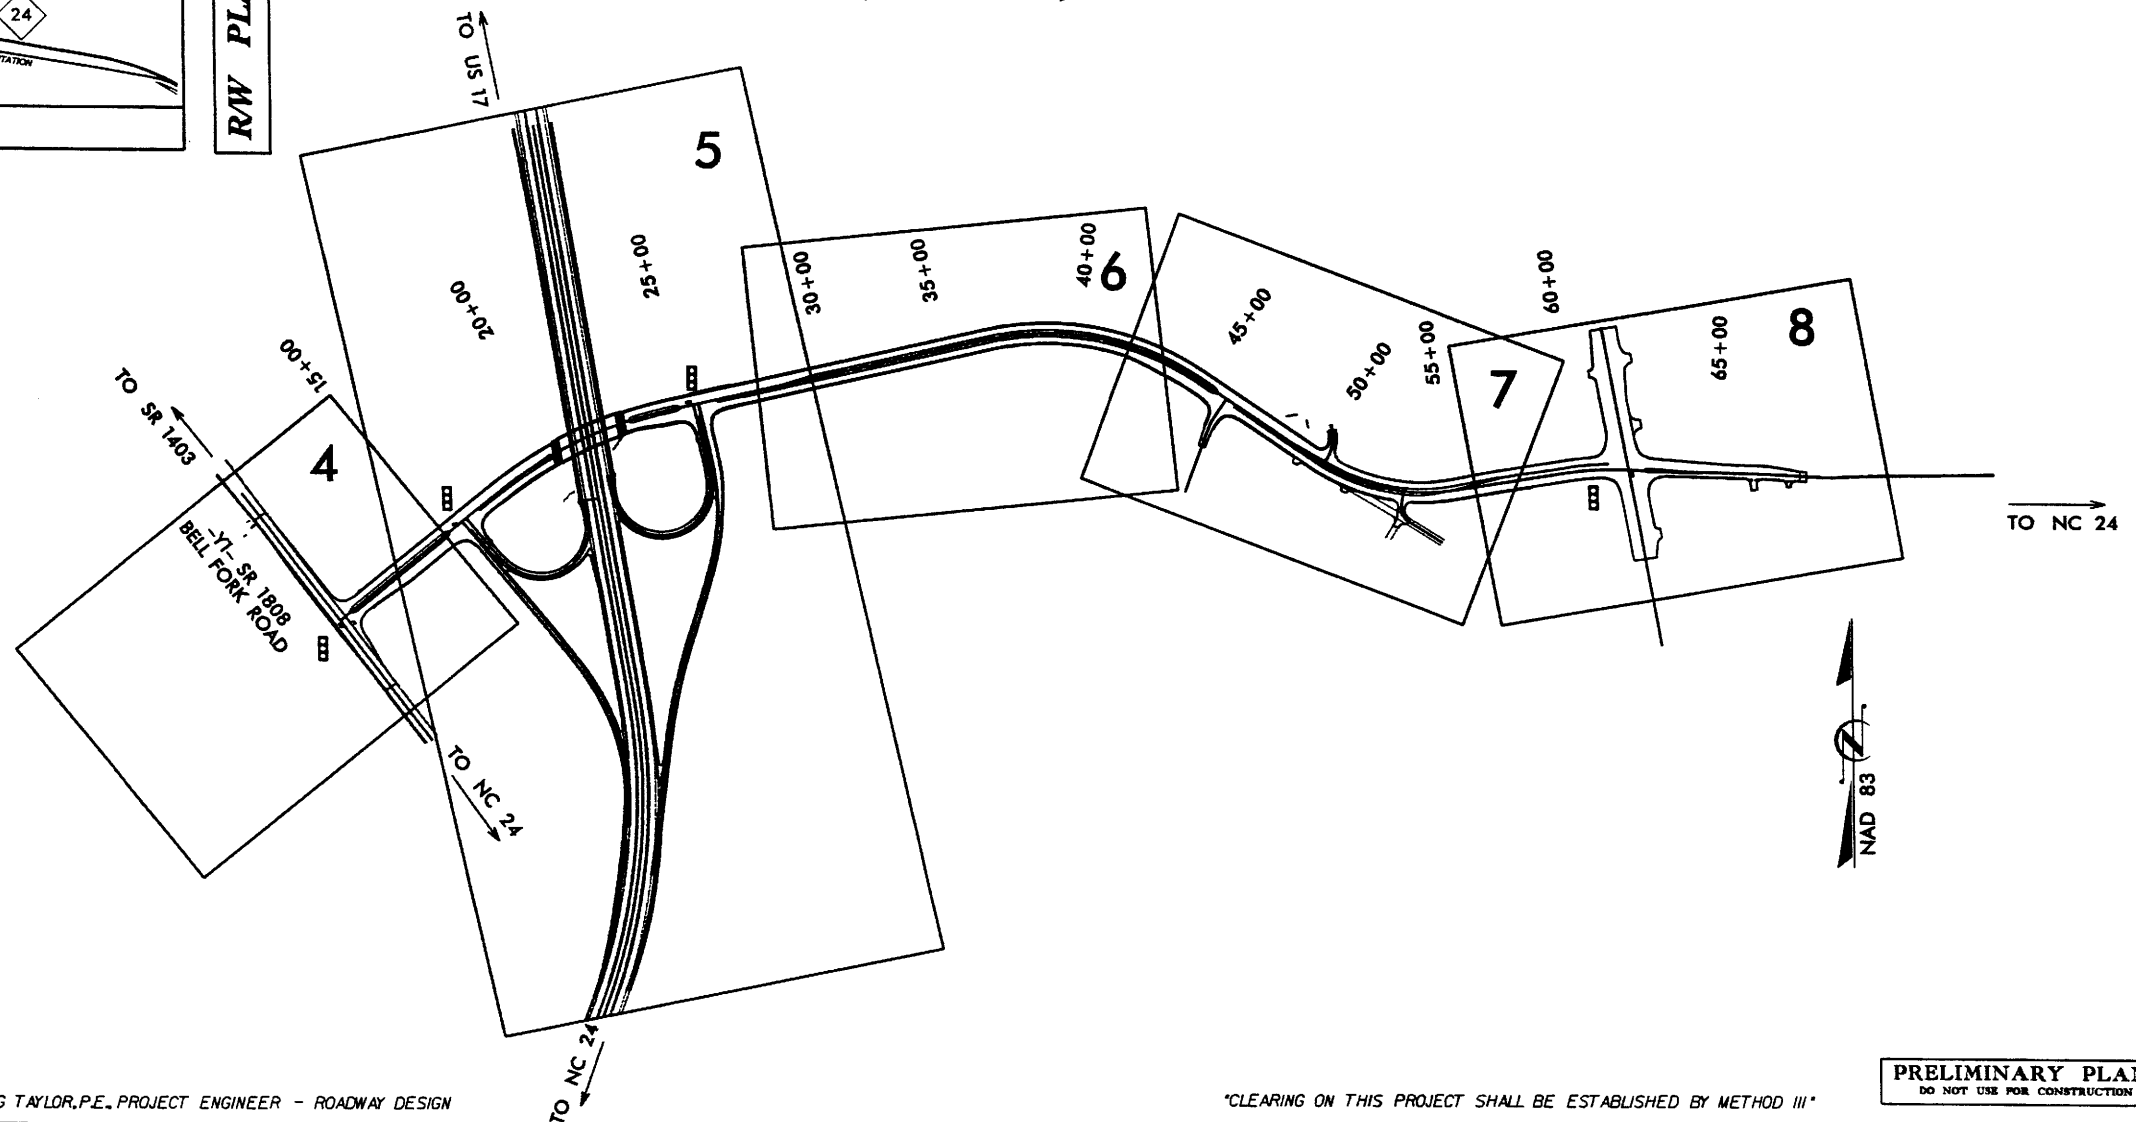 24
R/W
TO US 17
5
25+00
20+00
15+00
TO SR 1403
4
-Y1- SR 1808
BELL FORK ROAD
TO NC 24
TO NC 24
30+00
35+00
40+00
6
45+00
50+00
55+00
7
60+00
65+00
8
TO NC 24
NAD 83
TAYLOR, P.E., PROJECT ENGINEER - ROADWAY DESIGN
"CLEARING ON THIS PROJECT SHALL BE ESTABLISHED BY METHOD III"
PRELIMINARY PLAN
DO NOT USE FOR CONSTRUCTION